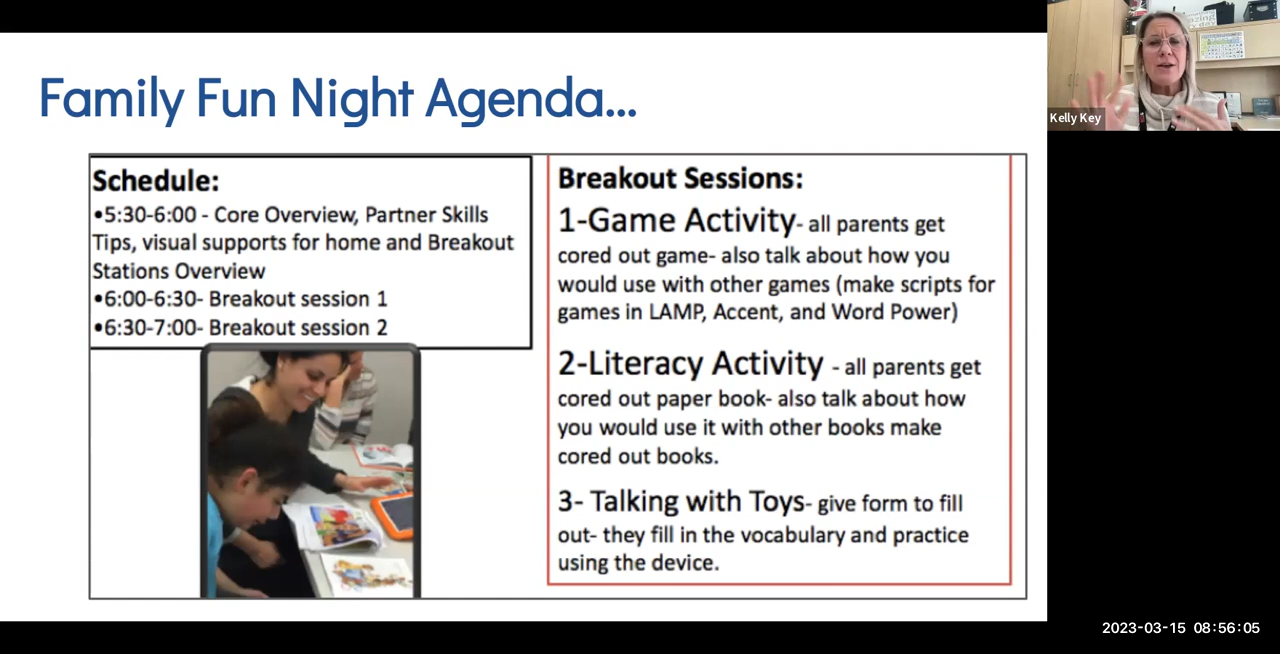 Family Fun Night Agenda...
Schedule:
•5:30-6:00 - Core Overview, Partner Skills
Tips, visual supports for home and Breakout
Stations Overview
•6:00-6:30- Breakout session 1
•6:30-7:00- Breakout session 2
Breakout Sessions:
1-Game Activity- all parents get
cored out game- also talk about how you
would use with other games (make scripts for
games in LAMP, Accent, and Word Power)
2-Literacy Activity - all parents get
cored out paper book- also talk about how
you would use it with other books make
cored out books.
3- Talking with Toys- give form to fill
out- they fill in the vocabulary and practice
using the device.
Kelly Key
2023-03-15 08:56:05